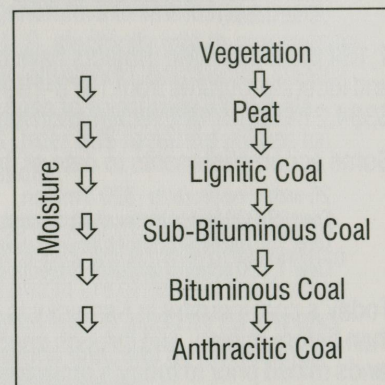 Vegetation
Peat
Lignitic Coal
Sub-Bituminous Coal
Bituminous Coal
Anthracitic Coal
Moisture